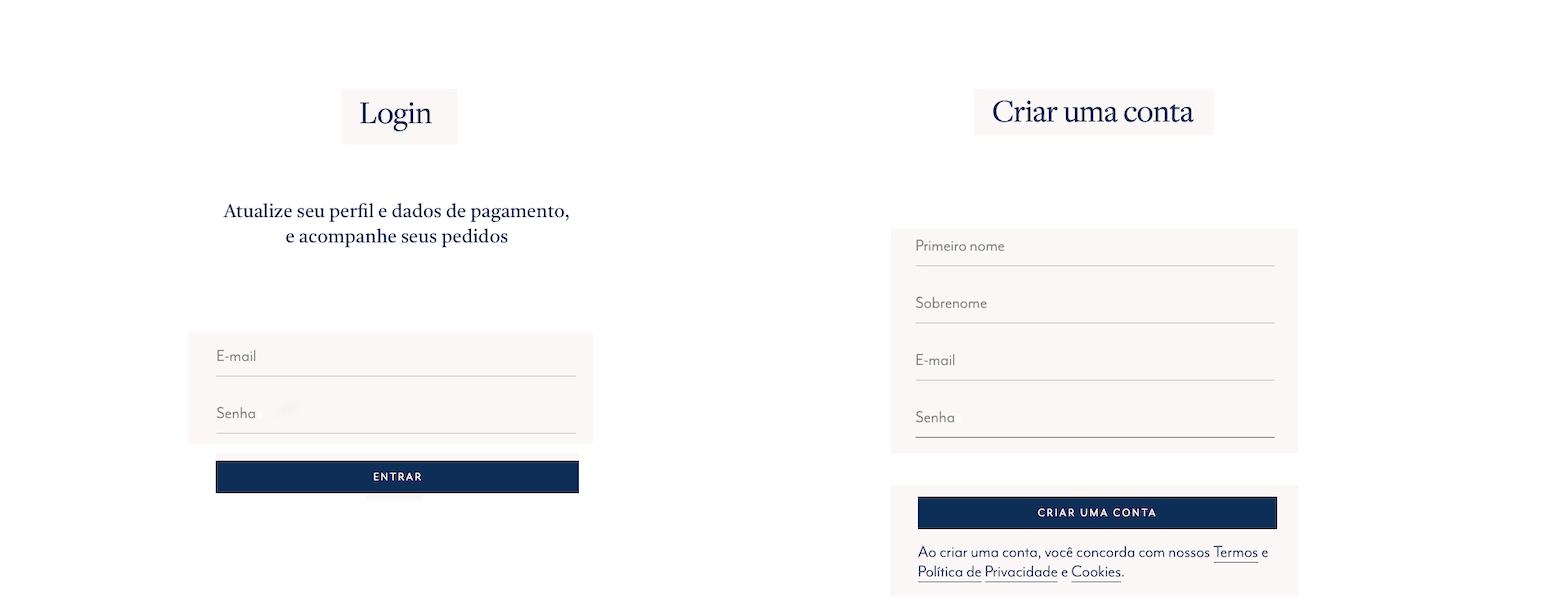 Login
Atualize seu perfil e dados de pagamento,
e acompanhe seus pedidos
E-mail
Senha
ENTRAR
Criar uma conta
Primeiro nome
Sobrenome
E-mail
Senha
CRIAR UMA CONTA
Ao criar uma conta, você concorda com nossos Termos e
Política de Privacidade e Cookies.